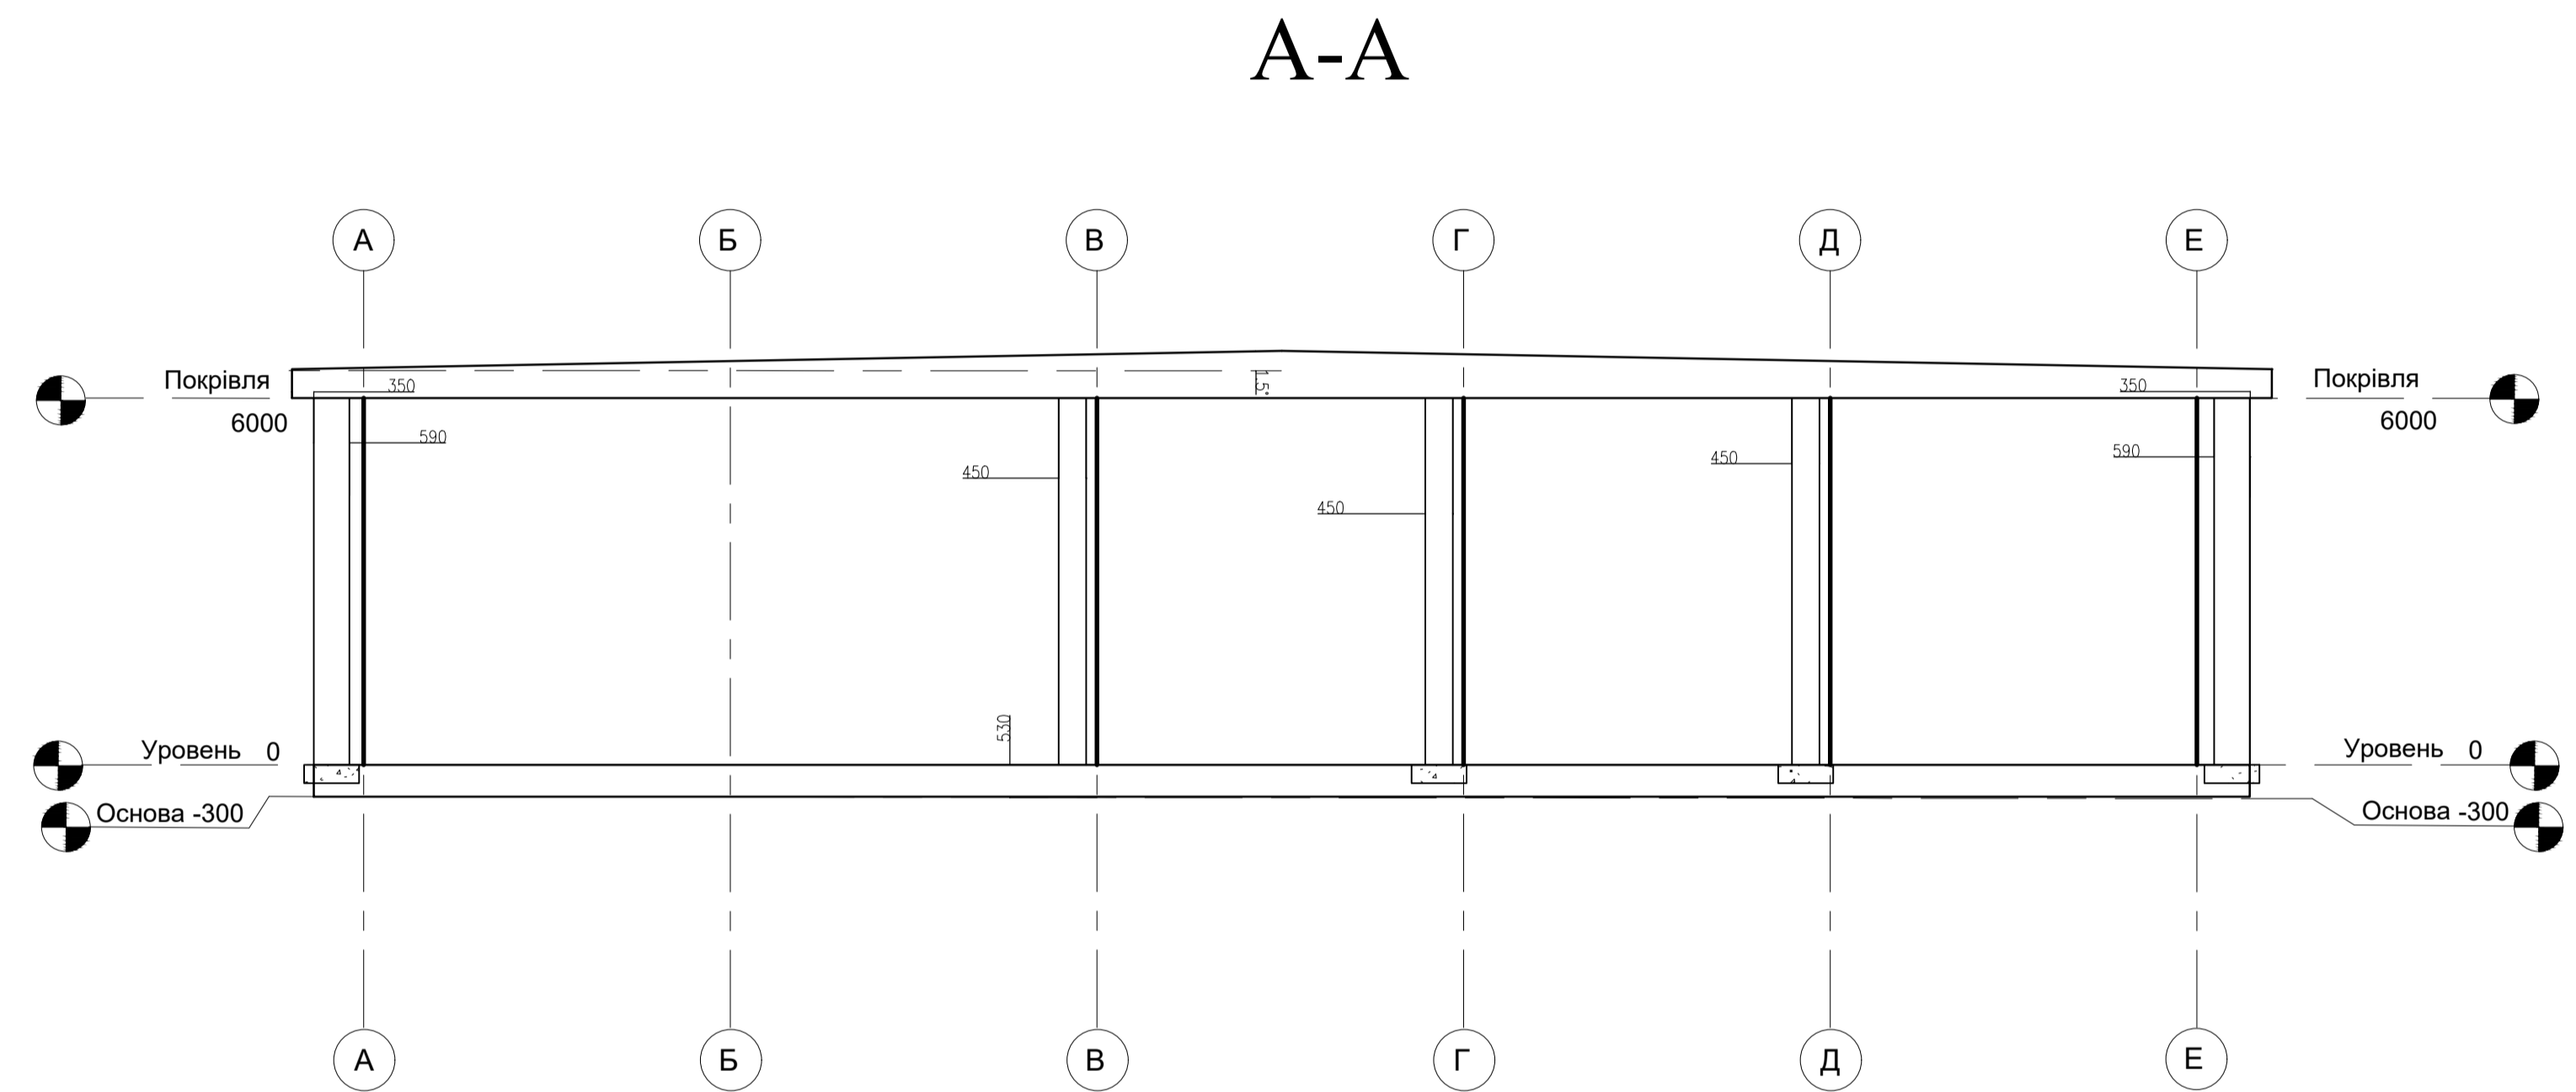 А-А
А Б В Г Д Е
Покрівля
6000
350
590
450
450
1.5°
450
350
590
Покрівля
6000
530
Уровень 0
Основа -300
Уровень 0
Основа -300
А Б В Г Д Е